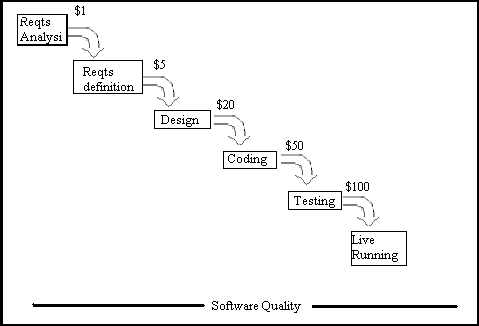 $1
Reqts
Analysi
$5
Reqts
definition
$20
Design
$50
Coding
$100
Testing
Live
Running
Software Quality